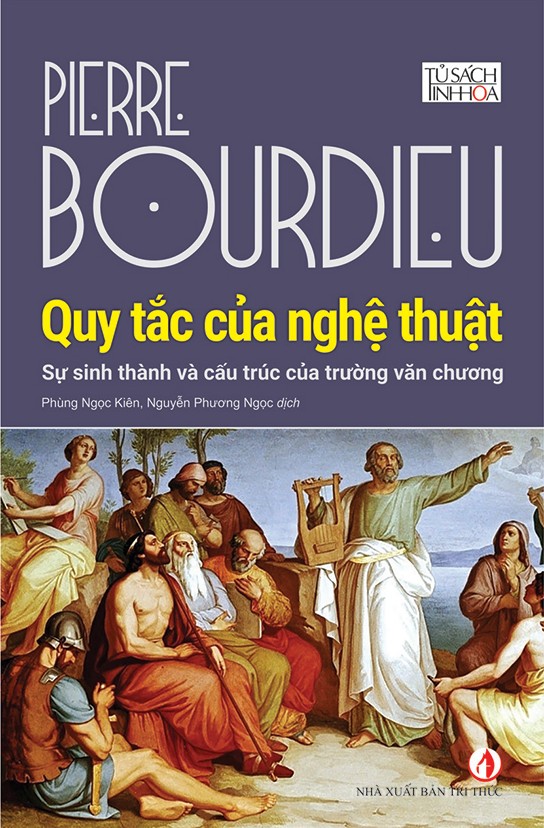 PIERRE
TỦ SÁCH
TINH HOA
BOURDIEU
Quy tắc của nghệ thuật
Sự sinh thành và cấu trúc của trường văn chương
Phùng Ngọc Kiên, Nguyễn Phương Ngọc dịch
NHÀ XUẤT BẢN TRI THỨC